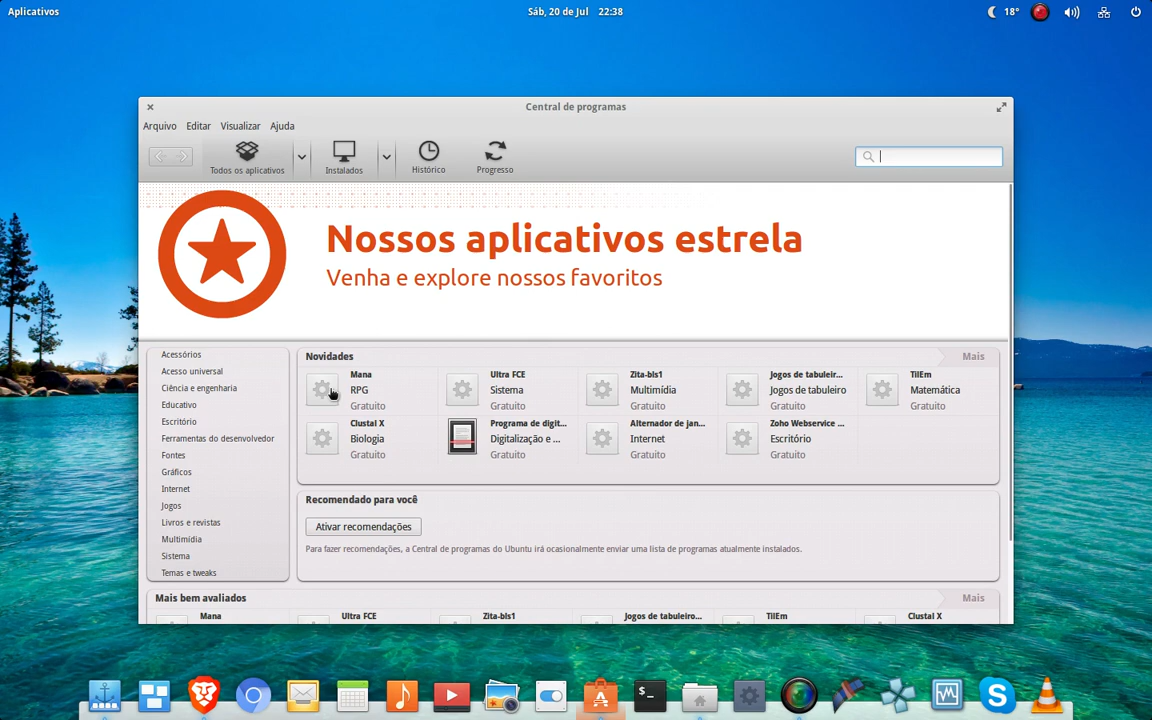 Aplicativos
Sáb, 20 de Jul 22:38
18°
Central de programas
Arquivo Editar Visualizar Ajuda
Todos os aplicativos Instalados Histórico Progresso
Nossos aplicativos estrela
Venha e explore nossos favoritos
Acessórios
Acesso universal
Ciência e engenharia
Educativo
Escritório
Ferramentas do desenvolvedor
Fontes
Gráficos
Internet
Jogos
Livros e revistas
Multimídia
Sistema
Temas e tweaks
Novidades Mais
Mana
RPG
Gratuito
Ultra FCE
Sistema
Gratuito
Zita-bls1
Multimídia
Gratuito
Jogos de tabuleir...
Jogos de tabuleiro
Gratuito
TilEm
Matemática
Gratuito
Clustal X
Biologia
Gratuito
Programa de digit...
Digitalização e ...
Gratuito
Alternador de jan...
Internet
Gratuito
Zoho Webservice ...
Escritório
Gratuito
Recomendado para você
Ativar recomendações
Para fazer recomendações, a Central de programas do Ubuntu irá ocasionalmente enviar uma lista de programas atualmente instalados.
Mais bem avaliados Mais
Mana Ultra FCE Zita-bls1 Jogos de tabuleiro... TilEm Clustal X